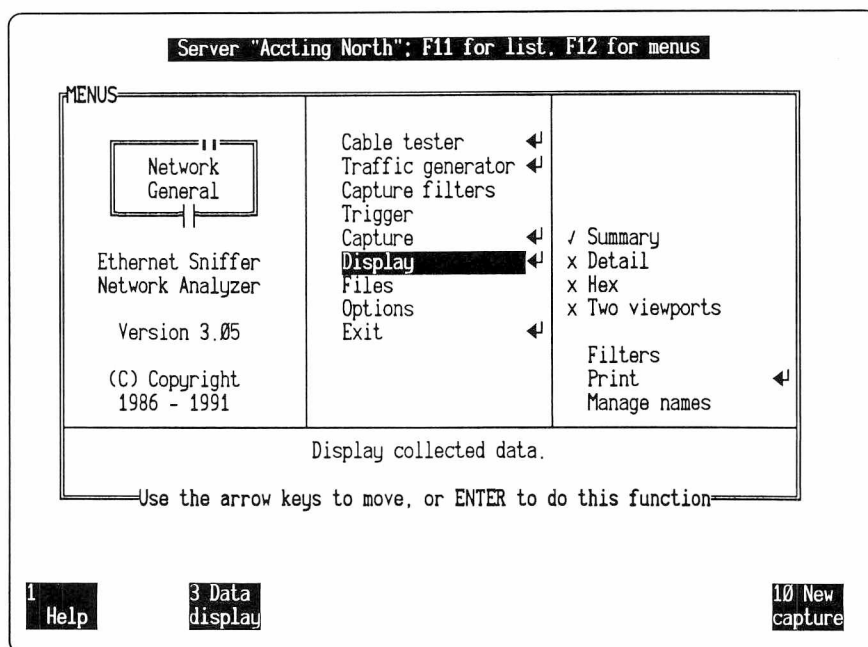 Server "Accting North": F11 for list, F12 for menus
MENUS
Network
General
Ethernet Sniffer
Network Analyzer
Version 3.05
(C) Copyright
1986 - 1991
Cable tester ↵
Traffic generator ↵
Capture filters
Trigger
Capture ↵
Display ↵
Files
Options
Exit ↵
√ Summary
x Detail
x Hex
x Two viewports
Filters
Print ↵
Manage names
Display collected data.
Use the arrow keys to move, or ENTER to do this function
1
Help
3 Data
display
10 New
capture